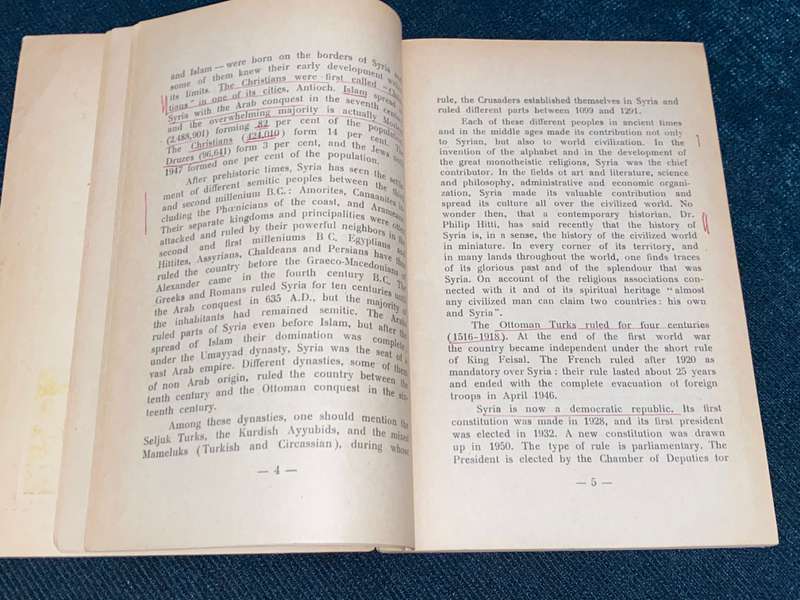 and Islam — were born on the borders of Syria
some of them knew their early development
its limits. The Christians were first called "
tians" in one of its cities, Antioch. Islam spread
Syria with the Arab conquest in the seventh
and the overwhelming majority is actually
(2,488,901) forming 82 per cent of the
The Christians (424,010) form 14 per cent. The
Druzes (96,641) form 3 per cent, and the Jews
1947 formed one per cent of the population.
After prehistoric times, Syria has seen the
ment of different semitic peoples between the
and second millenium B.C.: Amorites, Canaanites
cluding the Phœnicians of the coast, and
Their separate kingdoms and principalities were
attacked and ruled by their powerful neighbors in
second and first milleniums B C. Egyptians
Hittites, Assyrians, Chaldeans and Persians have
ruled the country before the Graeco-Macedonians
Alexander came in the fourth century B.C. The
Greeks and Romans ruled Syria for ten centuries
the Arab conquest in 635 A.D., but the majority of
the inhabitants had remained semitic. The
ruled parts of Syria even before Islam, but after the
spread of Islam their domination was
under the Umayyad dynasty, Syria was the seat of
vast Arab empire. Different dynasties, some of them
of non Arab origin, ruled the country between the
tenth century and the Ottoman conquest in the
teenth century.
Among these dynasties, one should mention the
Seljuk Turks, the Kurdish Ayyubids, and the mixed
Mameluks (Turkish and Circassian), during whose
— 4 —
rule, the Crusaders established themselves in Syria and
ruled different parts between 1099 and 1291.
Each of these different peoples in ancient times
and in the middle ages made its contribution not only
to Syrian, but also to world civilization. In the
invention of the alphabet and in the development of
the great monotheistic religions, Syria was the chief
contributor. In the fields of art and literature, science
and philosophy, administrative and economic organi-
zation, Syria made its valuable contribution and
spread its culture all over the civilized world. No
wonder then, that a contemporary historian, Dr.
Philip Hitti, has said recently that the history of
Syria is, in a sense, the history of the civilized world
in miniature. In every corner of its territory, and
in many lands throughout the world, one finds traces
of its glorious past and of the splendour that was
Syria. On account of the religious associations con-
nected with it and of its spiritual heritage "almost
any civilized man can claim two countries: his own
and Syria".
The Ottoman Turks ruled for four centuries
(1516-1918). At the end of the first world war
the country became independent under the short rule
of King Feisal. The French ruled after 1920 as
mandatory over Syria: their rule lasted about 25 years
and ended with the complete evacuation of foreign
troops in April 1946.
Syria is now a democratic republic. Its first
constitution was made in 1928, and its first president
was elected in 1932. A new constitution was drawn
up in 1950. The type of rule is parliamentary. The
President is elected by the Chamber of Deputies for
— 5 —